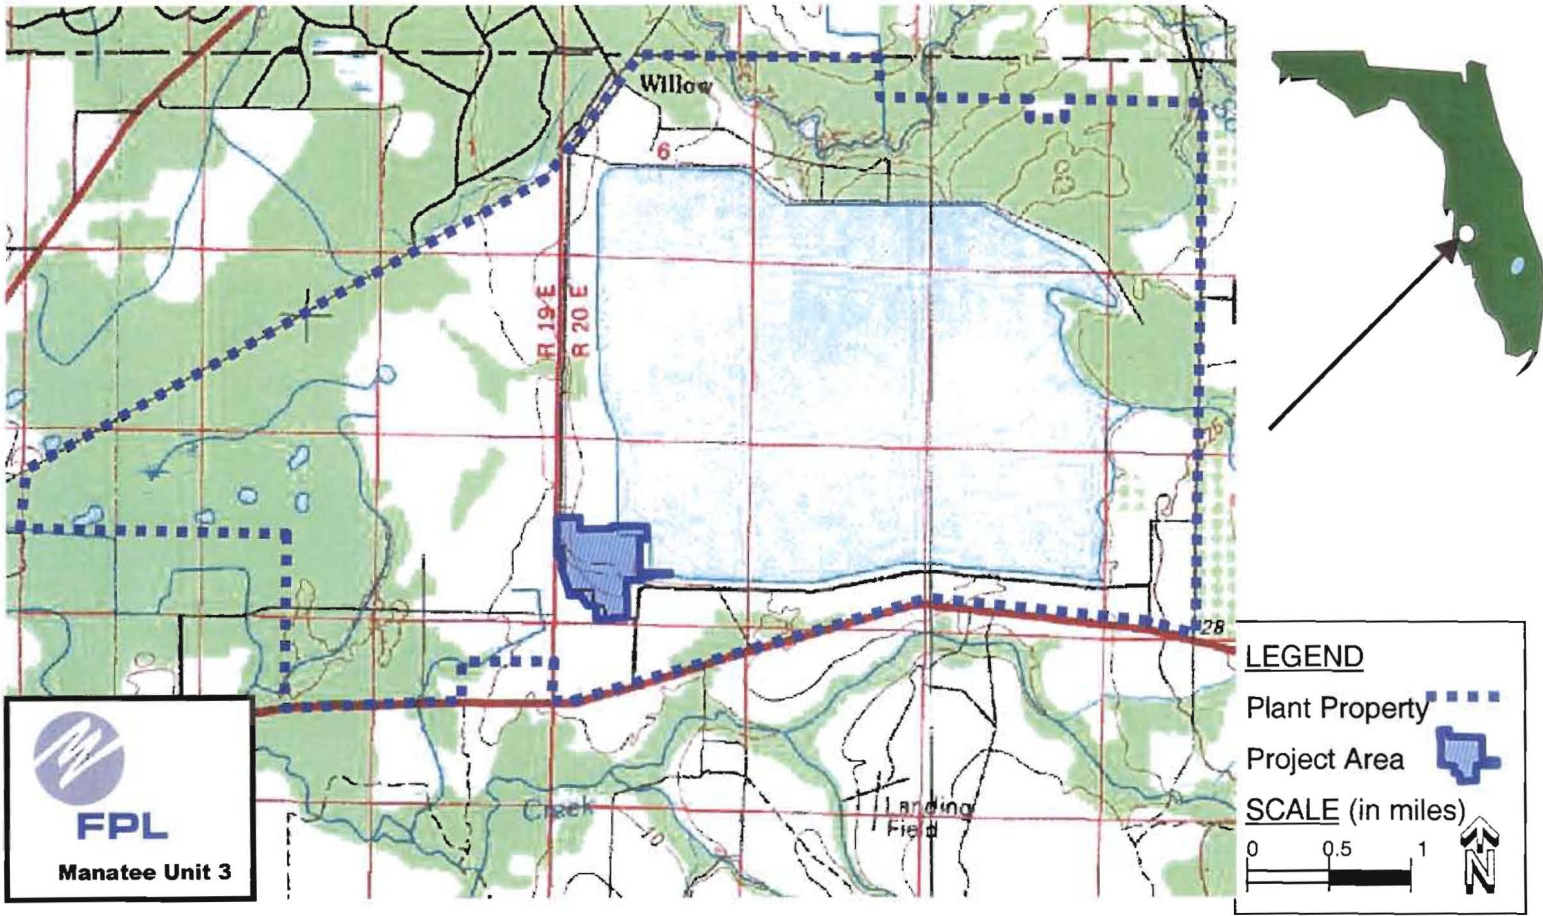 Willow
1
6
R 19 E
R 20 E
25
28
Creek
Landing
Field
10
FPL
Manatee Unit 3
LEGEND
Plant Property
Project Area
SCALE (in miles)
0 0.5 1
N